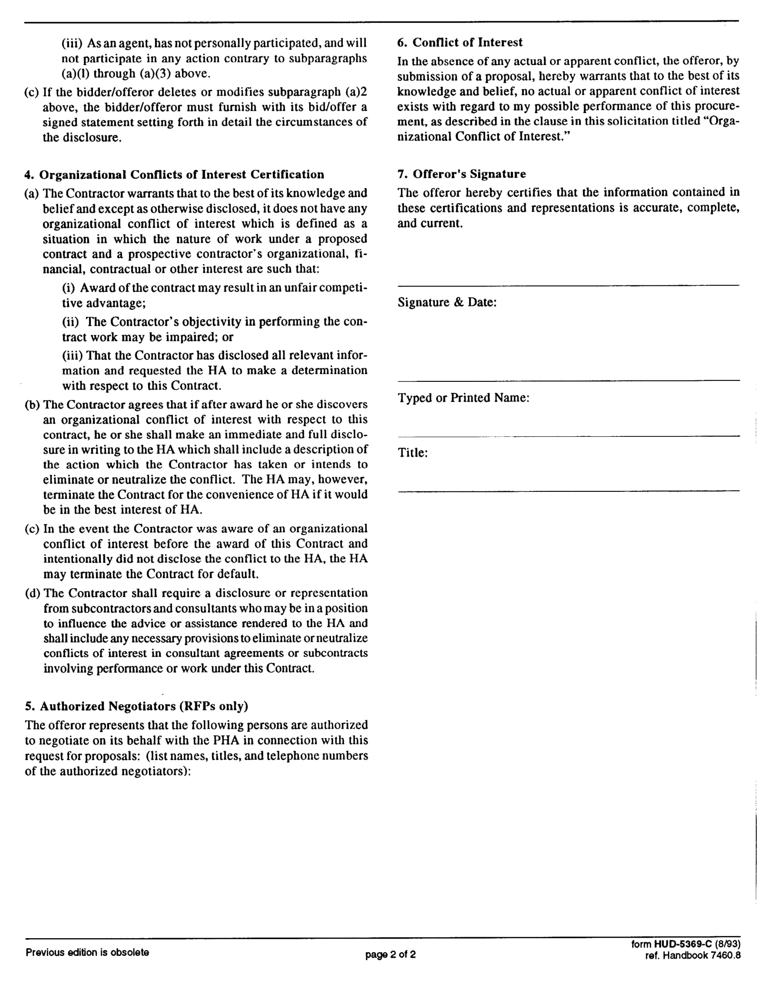 (iii) As an agent, has not personally participated, and will
not participate in any action contrary to subparagraphs
(a)(l) through (a)(3) above.
(c) If the bidder/offeror deletes or modifies subparagraph (a)2
above, the bidder/offeror must furnish with its bid/offer a
signed statement setting forth in detail the circumstances of
the disclosure.
4. Organizational Conflicts of Interest Certification
(a) The Contractor warrants that to the best of its knowledge and
belief and except as otherwise disclosed, it does not have any
organizational conflict of interest which is defined as a
situation in which the nature of work under a proposed
contract and a prospective contractor's organizational, fi-
nancial, contractual or other interest are such that:
(i) Award of the contract may result in an unfair competi-
tive advantage;
(ii) The Contractor's objectivity in performing the con-
tract work may be impaired; or
(iii) That the Contractor has disclosed all relevant infor-
mation and requested the HA to make a determination
with respect to this Contract.
(b) The Contractor agrees that if after award he or she discovers
an organizational conflict of interest with respect to this
contract, he or she shall make an immediate and full disclo-
sure in writing to the HA which shall include a description of
the action which the Contractor has taken or intends to
eliminate or neutralize the conflict. The HA may, however,
terminate the Contract for the convenience of HA if it would
be in the best interest of HA.
(c) In the event the Contractor was aware of an organizational
conflict of interest before the award of this Contract and
intentionally did not disclose the conflict to the HA, the HA
may terminate the Contract for default.
(d) The Contractor shall require a disclosure or representation
from subcontractors and consultants who may be in a position
to influence the advice or assistance rendered to the HA and
shall include any necessary provisions to eliminate or neutralize
conflicts of interest in consultant agreements or subcontracts
involving performance or work under this Contract.
5. Authorized Negotiators (RFPs only)
The offeror represents that the following persons are authorized
to negotiate on its behalf with the PHA in connection with this
request for proposals: (list names, titles, and telephone numbers
of the authorized negotiators):
6. Conflict of Interest
In the absence of any actual or apparent conflict, the offeror, by
submission of a proposal, hereby warrants that to the best of its
knowledge and belief, no actual or apparent conflict of interest
exists with regard to my possible performance of this procure-
ment, as described in the clause in this solicitation titled “Orga-
nizational Conflict of Interest.”
7. Offeror's Signature
The offeror hereby certifies that the information contained in
these certifications and representations is accurate, complete,
and current.
Signature & Date:
Typed or Printed Name:
Title:
Previous edition is obsolete
page 2 of 2
form HUD-5369-C (8/93)
ref. Handbook 7460.8